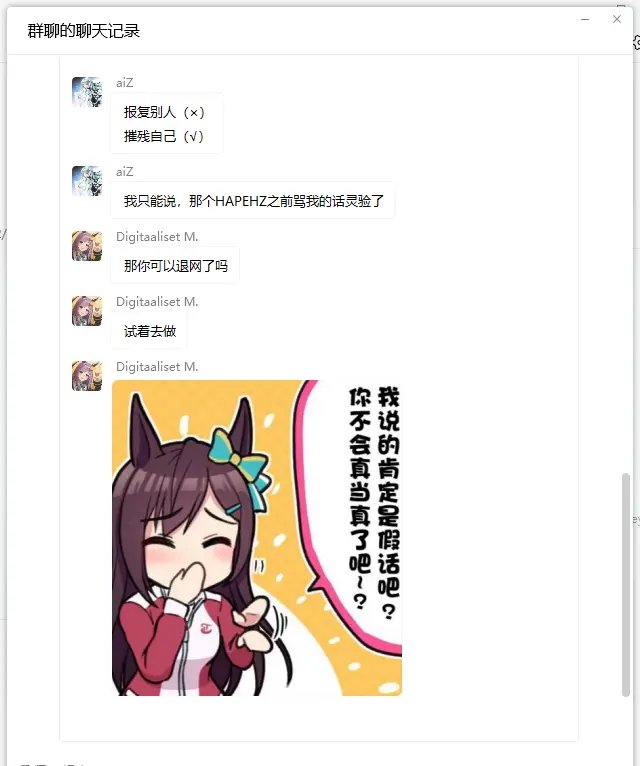 群聊的聊天记录
aiZ
报复别人（×）
摧残自己（√）
aiZ
我只能说，那个HAPEHZ之前骂我的话灵验了
Digitaaliset M.
那你可以退网了吗
Digitaaliset M.
试着去做
Digitaaliset M.
我说的肯定是假话吧？
你不会真当真了吧~？